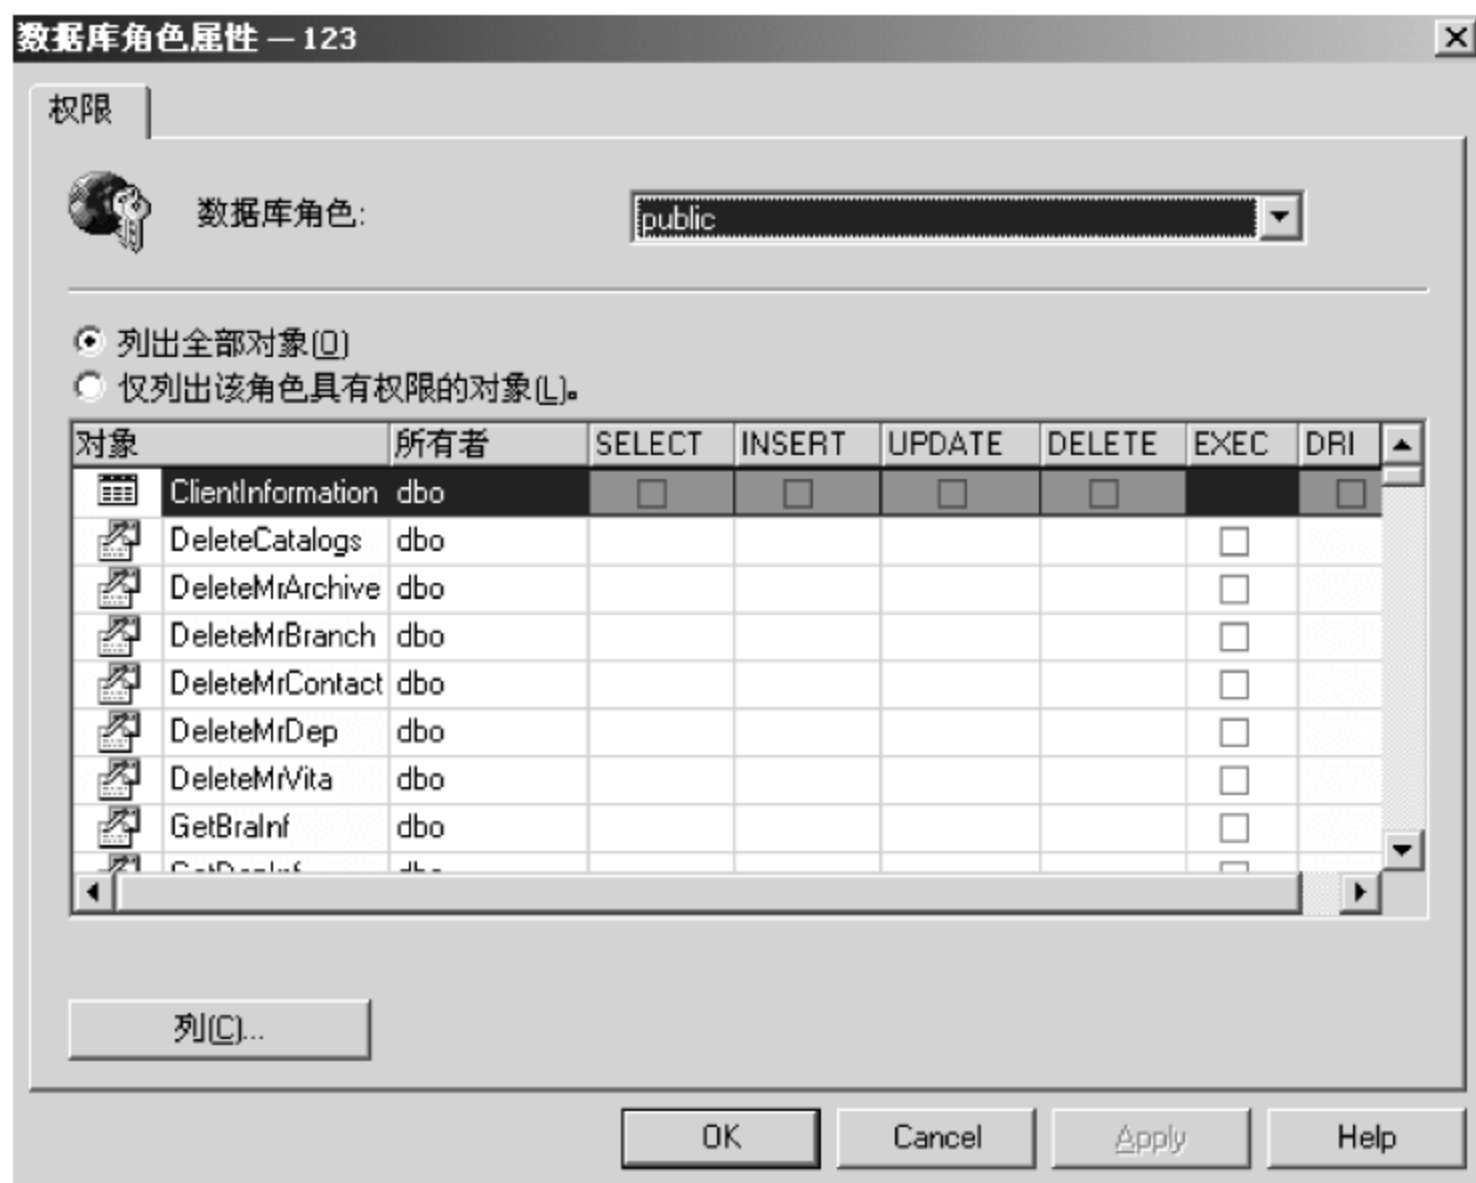 数据库角色属性 — 123
权限
数据库角色: public
列出全部对象(O)
仅列出该角色具有权限的对象(L)。
对象 所有者 SELECT INSERT UPDATE DELETE EXEC DRI
ClientInformation dbo
DeleteCatalogs dbo
DeleteMrArchive dbo
DeleteMrBranch dbo
DeleteMrContact dbo
DeleteMrDep dbo
DeleteMrVita dbo
GetBraInf dbo
列(C)...
OK Cancel Apply Help